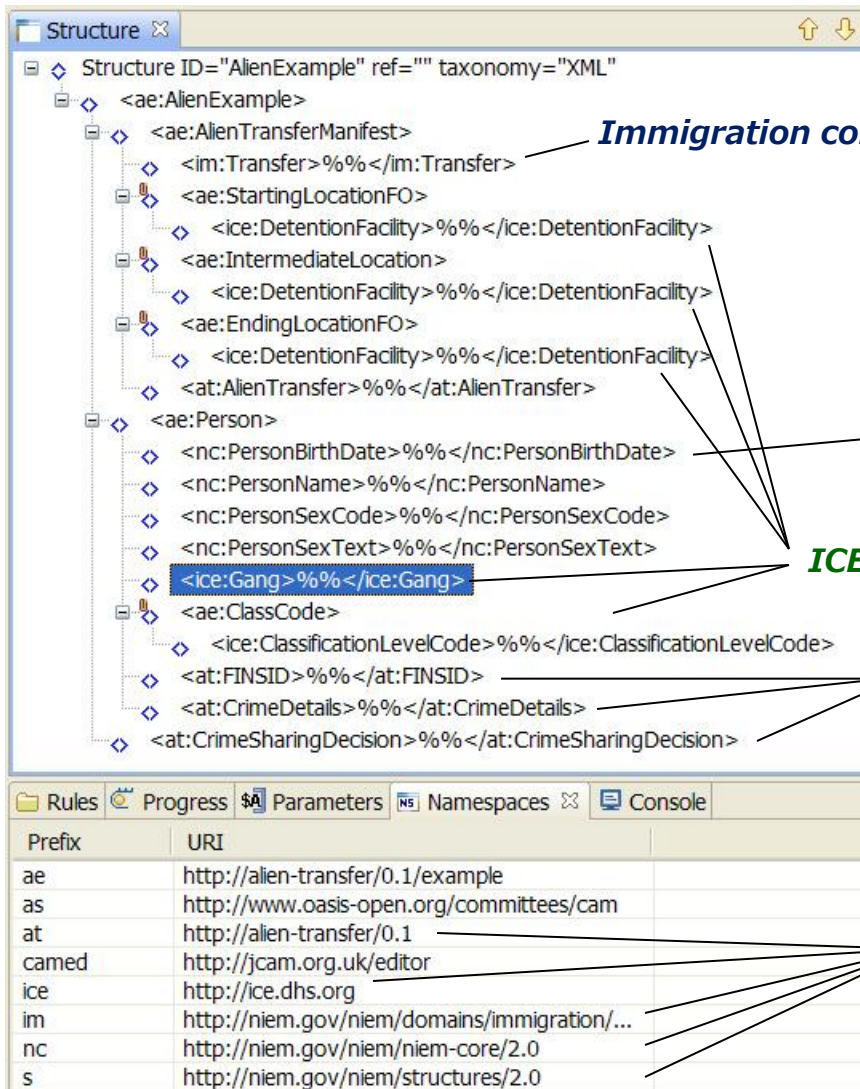 Structure
Structure ID="AlienExample" ref="" taxonomy="XML"
<ae:AlienExample>
<ae:AlienTransferManifest>
Immigration co
<im:Transfer>%%</im:Transfer>
<ae:StartingLocationFO>
<ice:DetentionFacility>%%</ice:DetentionFacility>
<ae:IntermediateLocation>
<ice:DetentionFacility>%%</ice:DetentionFacility>
<ae:EndingLocationFO>
<ice:DetentionFacility>%%</ice:DetentionFacility>
<at:AlienTransfer>%%</at:AlienTransfer>
<ae:Person>
<nc:PersonBirthDate>%%</nc:PersonBirthDate>
<nc:PersonName>%%</nc:PersonName>
<nc:PersonSexCode>%%</nc:PersonSexCode>
<nc:PersonSexText>%%</nc:PersonSexText>
ICE
<ice:Gang>%%</ice:Gang>
<ae:ClassCode>
<ice:ClassificationLevelCode>%%</ice:ClassificationLevelCode>
<at:FINSID>%%</at:FINSID>
<at:CrimeDetails>%%</at:CrimeDetails>
<at:CrimeSharingDecision>%%</at:CrimeSharingDecision>
Rules Progress $A Parameters NS Namespaces Console
Prefix URI
ae http://alien-transfer/0.1/example
as http://www.oasis-open.org/committees/cam
at http://alien-transfer/0.1
camed http://jcam.org.uk/editor
ice http://ice.dhs.org
im http://niem.gov/niem/domains/immigration/...
nc http://niem.gov/niem/niem-core/2.0
s http://niem.gov/niem/structures/2.0